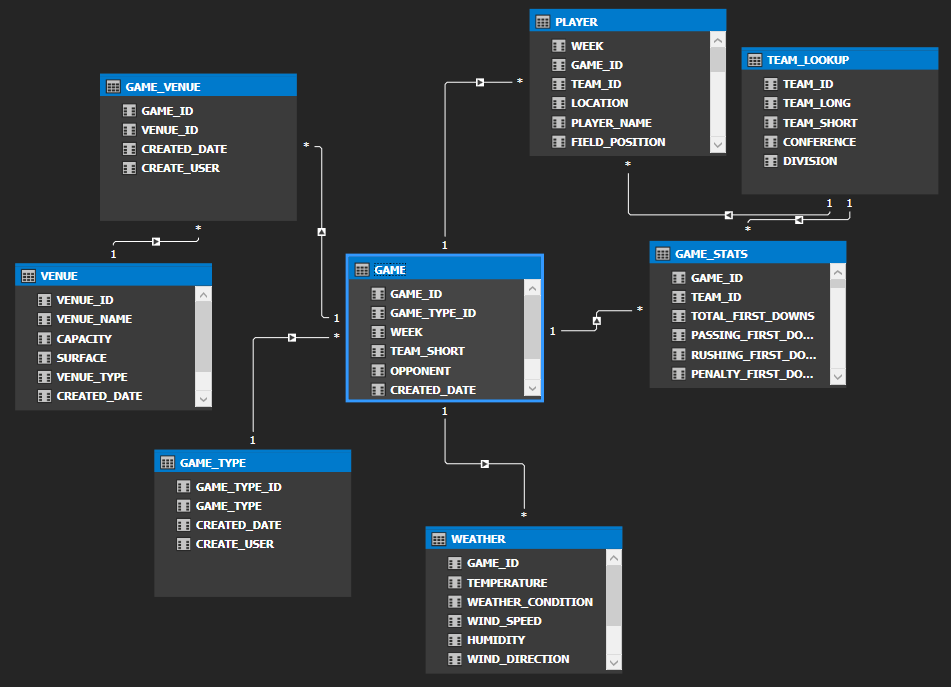 PLAYER
WEEK
GAME_ID
TEAM_ID
LOCATION
PLAYER_NAME
FIELD_POSITION
*
*
TEAM_LOOKUP
TEAM_ID
TEAM_LONG
TEAM_SHORT
CONFERENCE
DIVISION
1
1
GAME_VENUE
GAME_ID
VENUE_ID
CREATED_DATE
CREATE_USER
*
*
1
VENUE
VENUE_ID
VENUE_NAME
CAPACITY
SURFACE
VENUE_TYPE
CREATED_DATE
1
GAME
GAME_ID
GAME_TYPE_ID
WEEK
TEAM_SHORT
OPPONENT
CREATED_DATE
1
*
1
1
*
*
GAME_STATS
GAME_ID
TEAM_ID
TOTAL_FIRST_DOWNS
PASSING_FIRST_DO...
RUSHING_FIRST_DO...
PENALTY_FIRST_DO...
1
GAME_TYPE
GAME_TYPE_ID
GAME_TYPE
CREATED_DATE
CREATE_USER
*
WEATHER
GAME_ID
TEMPERATURE
WEATHER_CONDITION
WIND_SPEED
HUMIDITY
WIND_DIRECTION